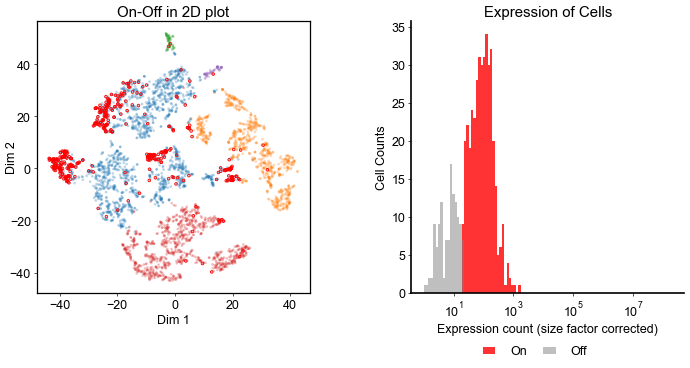 On-Off in 2D plot
Dim 2
40
20
0
−20
−40
−40 −20 0 20 40
Dim 1
Expression of Cells
Cell Counts
35
30
25
20
15
10
5
0
10^1 10^3 10^5 10^7
Expression count (size factor corrected)
On Off